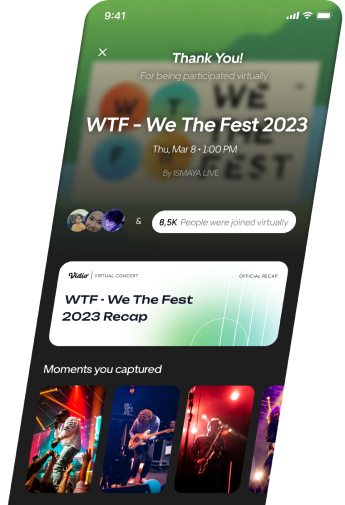 9:41
Thank You!
For being participated virtually
WE
WTF
THE
FEST
WTF - We The Fest 2023
Thu, Mar 8 • 1:00 PM
By ISMAYA LIVE
& 8,5K People were joined virtually
Vidio | VIRTUAL CONCERT OFFICIAL RECAP
WTF - We The Fest
2023 Recap
Moments you captured